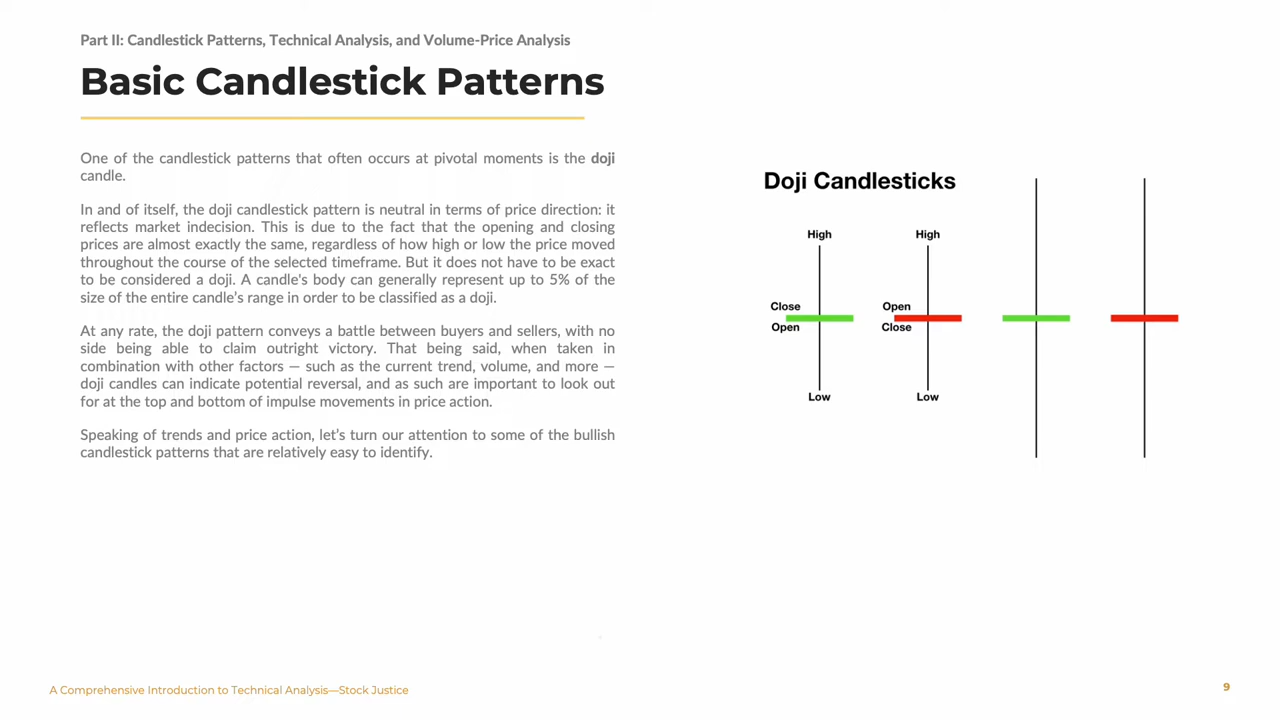 Part II: Candlestick Patterns, Technical Analysis, and Volume-Price Analysis
Basic Candlestick Patterns
One of the candlestick patterns that often occurs at pivotal moments is the doji
candle.
In and of itself, the doji candlestick pattern is neutral in terms of price direction: it
reflects market indecision. This is due to the fact that the opening and closing
prices are almost exactly the same, regardless of how high or low the price moved
throughout the course of the selected timeframe. But it does not have to be exact
to be considered a doji. A candle's body can generally represent up to 5% of the
size of the entire candle's range in order to be classified as a doji.
At any rate, the doji pattern conveys a battle between buyers and sellers, with no
side being able to claim outright victory. That being said, when taken in
combination with other factors — such as the current trend, volume, and more —
doji candles can indicate potential reversal, and as such are important to look out
for at the top and bottom of impulse movements in price action.
Speaking of trends and price action, let's turn our attention to some of the bullish
candlestick patterns that are relatively easy to identify.
Doji Candlesticks
High High
Close Open
Open Close
Low Low
A Comprehensive Introduction to Technical Analysis—Stock Justice
9